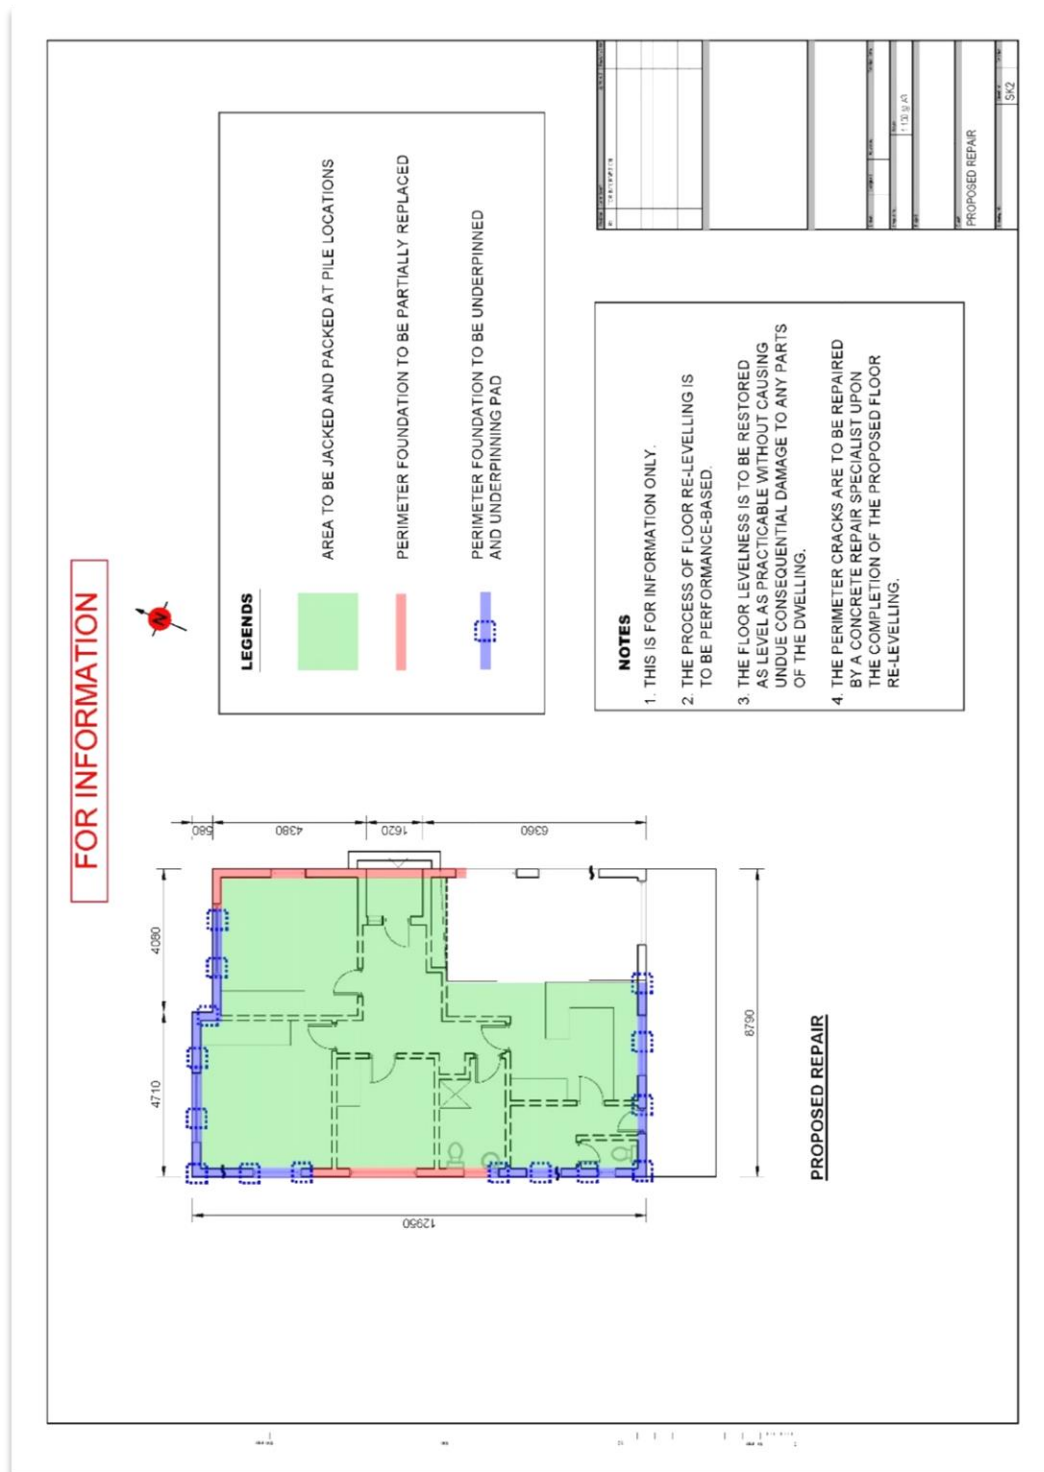 FOR INFORMATION
N
LEGENDS
AREA TO BE JACKED AND PACKED AT PILE LOCATIONS
PERIMETER FOUNDATION TO BE PARTIALLY REPLACED
PERIMETER FOUNDATION TO BE UNDERPINNED
AND UNDERPINNING PAD
NOTES
1. THIS IS FOR INFORMATION ONLY.
2. THE PROCESS OF FLOOR RE-LEVELLING IS
TO BE PERFORMANCE-BASED.
3. THE FLOOR LEVELNESS IS TO BE RESTORED
AS LEVEL AS PRACTICABLE WITHOUT CAUSING
UNDUE CONSEQUENTIAL DAMAGE TO ANY PARTS
OF THE DWELLING.
4. THE PERIMETER CRACKS ARE TO BE REPAIRED
BY A CONCRETE REPAIR SPECIALIST UPON
THE COMPLETION OF THE PROPOSED FLOOR
RE-LEVELLING.
580
4380
1620
6360
4080
4710
8790
12950
PROPOSED REPAIR
PROPOSED REPAIR
SK2